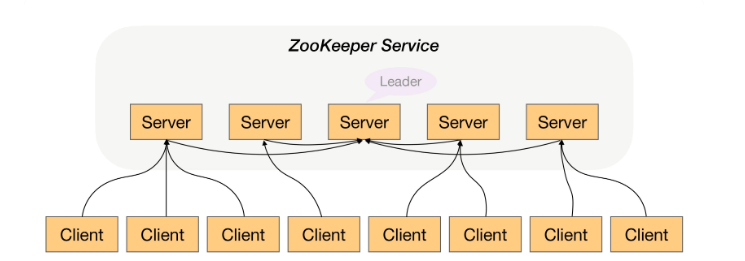 ZooKeeper Service
Leader
Server Server Server Server Server
Client Client Client Client Client Client Client Client